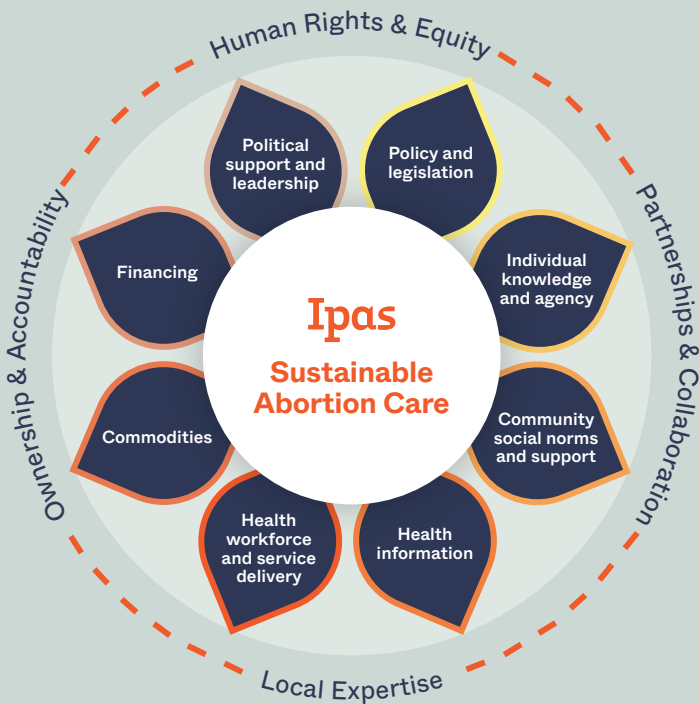 Human Rights & Equity
Political
support and
leadership
Policy and
legislation
Individual
knowledge
and agency
Community
social norms
and support
Health
information
Health
workforce
and service
delivery
Commodities
Financing
Ipas
Sustainable
Abortion Care
Partnerships & Collaboration
Local Expertise
Ownership & Accountability